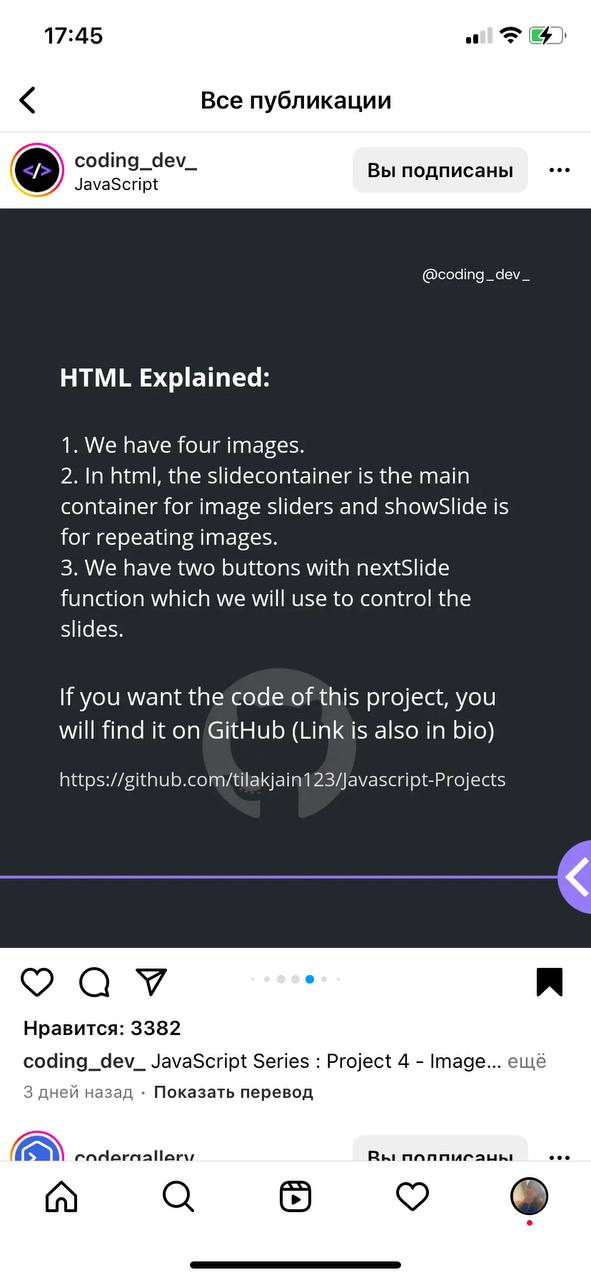 17:45
Все публикации
coding_dev_
JavaScript
Вы подписаны
@coding_dev_
HTML Explained:
1. We have four images.
2. In html, the slidecontainer is the main
container for image sliders and showSlide is
for repeating images.
3. We have two buttons with nextSlide
function which we will use to control the
slides.
If you want the code of this project, you
will find it on GitHub (Link is also in bio)
https://github.com/tilakjain123/Javascript-Projects
Нравится: 3382
coding_dev_ JavaScript Series : Project 4 - Image... ещё
3 дней назад · Показать перевод
codergallery
Вы подписаны